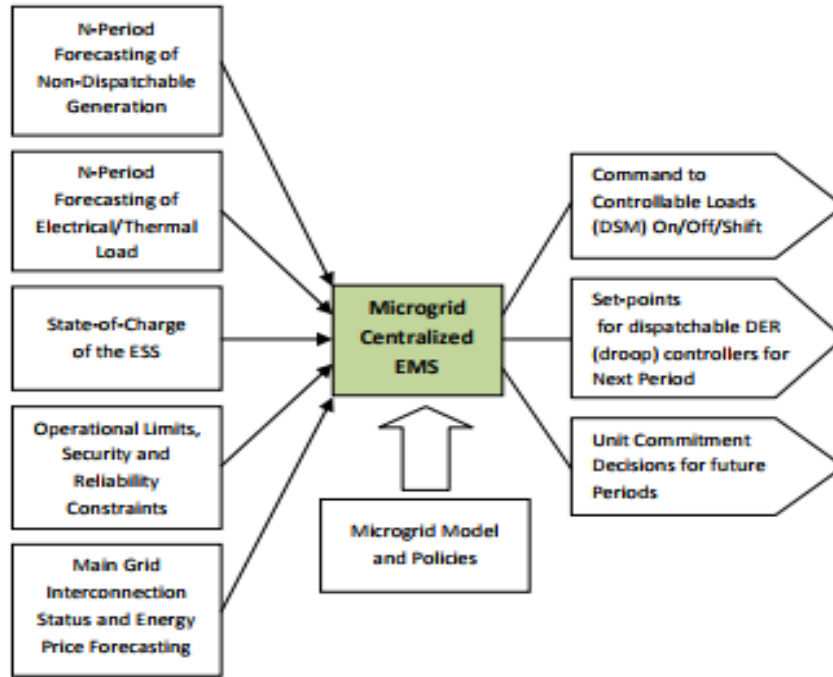 N-Period
Forecasting of
Non-Dispatchable
Generation
N-Period
Forecasting of
Electrical/Thermal
Load
State-of-Charge
of the ESS
Operational Limits,
Security and
Reliability
Constraints
Main Grid
Interconnection
Status and Energy
Price Forecasting
Microgrid
Centralized
EMS
Microgrid Model
and Policies
Command to
Controllable Loads
(DSM) On/Off/Shift
Set-points
for dispatchable DER
(droop) controllers for
Next Period
Unit Commitment
Decisions for future
Periods